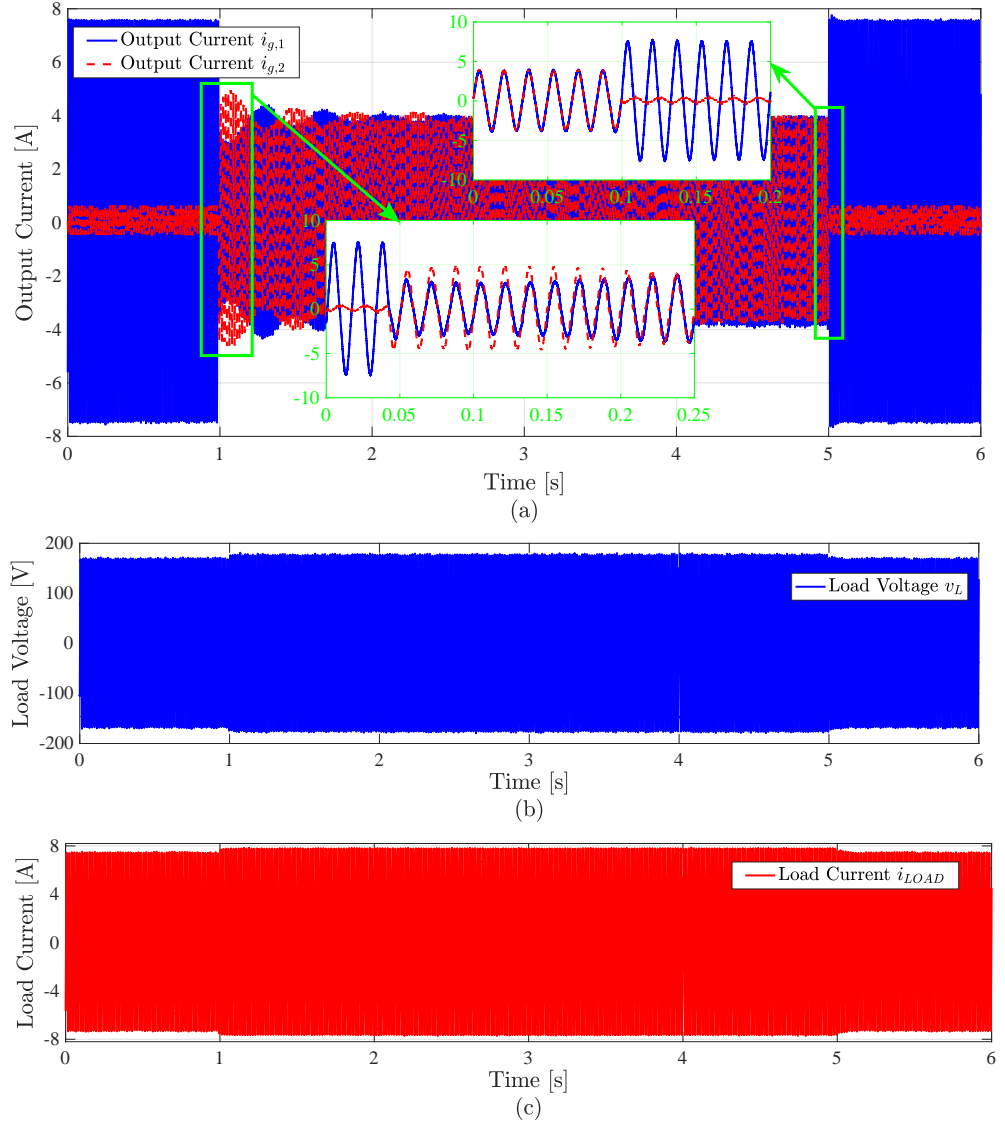 8
6
4
2
0
-2
-4
-6
-8
Output Current [A]
Output Current i_{g,1}
Output Current i_{g,2}
10
5
0
-5
-10
0 0.05 0.1 0.15 0.2
10
5
0
-5
-10
0 0.05 0.1 0.15 0.2 0.25
0 1 2 3 4 5 6
Time [s]
(a)
200
100
0
-100
-200
Load Voltage [V]
Load Voltage v_L
0 1 2 3 4 5 6
Time [s]
(b)
8
4
0
-4
-8
Load Current [A]
Load Current i_{LOAD}
0 1 2 3 4 5 6
Time [s]
(c)